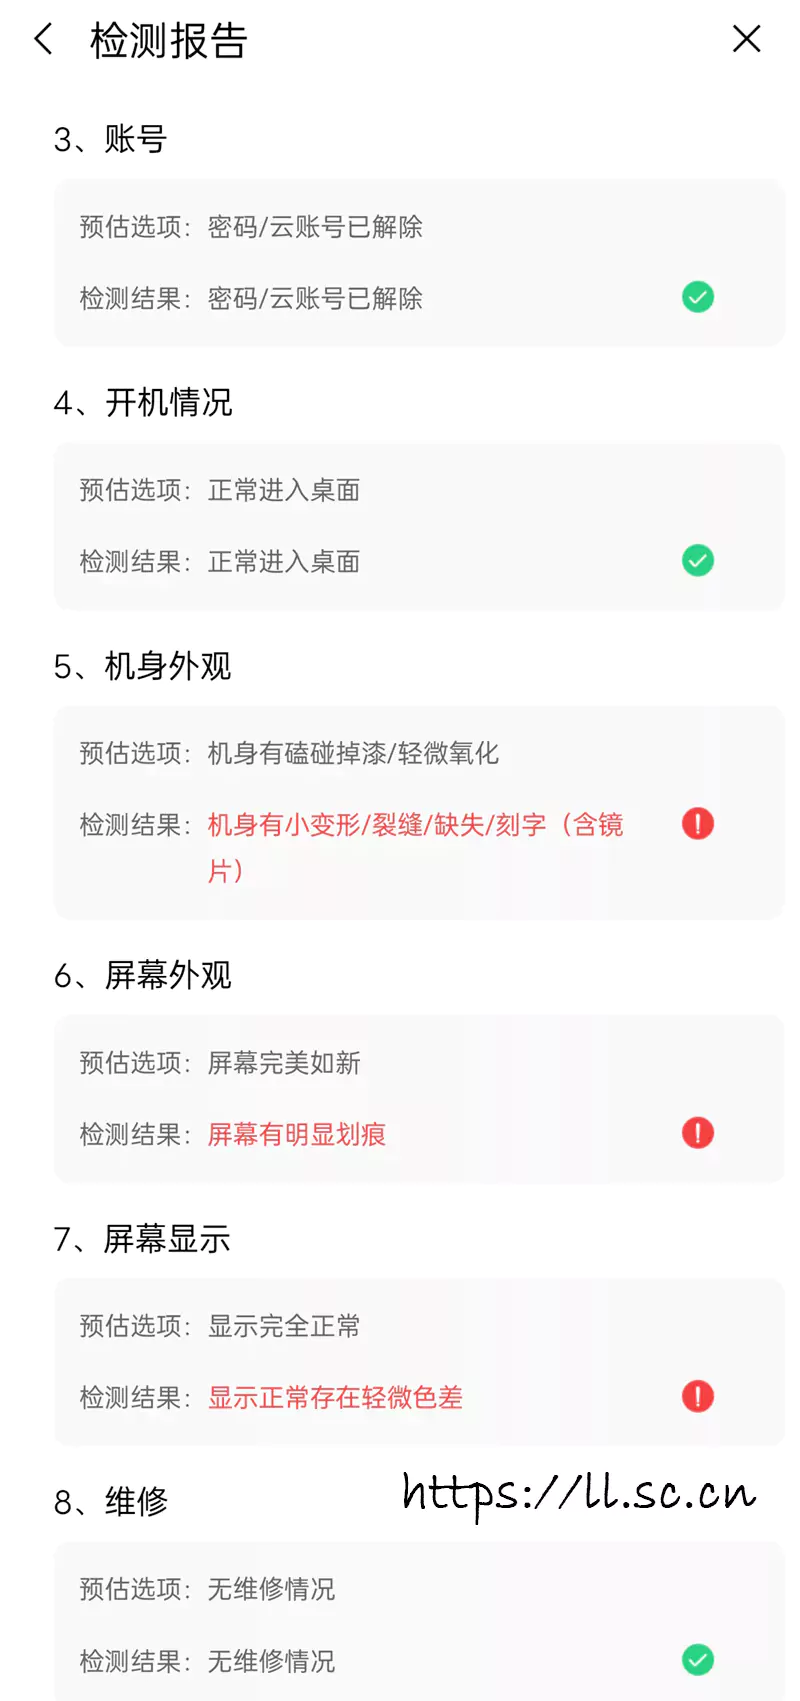 检测报告
3、账号
预估选项：密码/云账号已解除
检测结果：密码/云账号已解除
4、开机情况
预估选项：正常进入桌面
检测结果：正常进入桌面
5、机身外观
预估选项：机身有磕碰掉漆/轻微氧化
检测结果：机身有小变形/裂缝/缺失/刻字（含镜
片）
6、屏幕外观
预估选项：屏幕完美如新
检测结果：屏幕有明显划痕
7、屏幕显示
预估选项：显示完全正常
检测结果：显示正常存在轻微色差
8、维修
https://ll.sc.cn
预估选项：无维修情况
检测结果：无维修情况